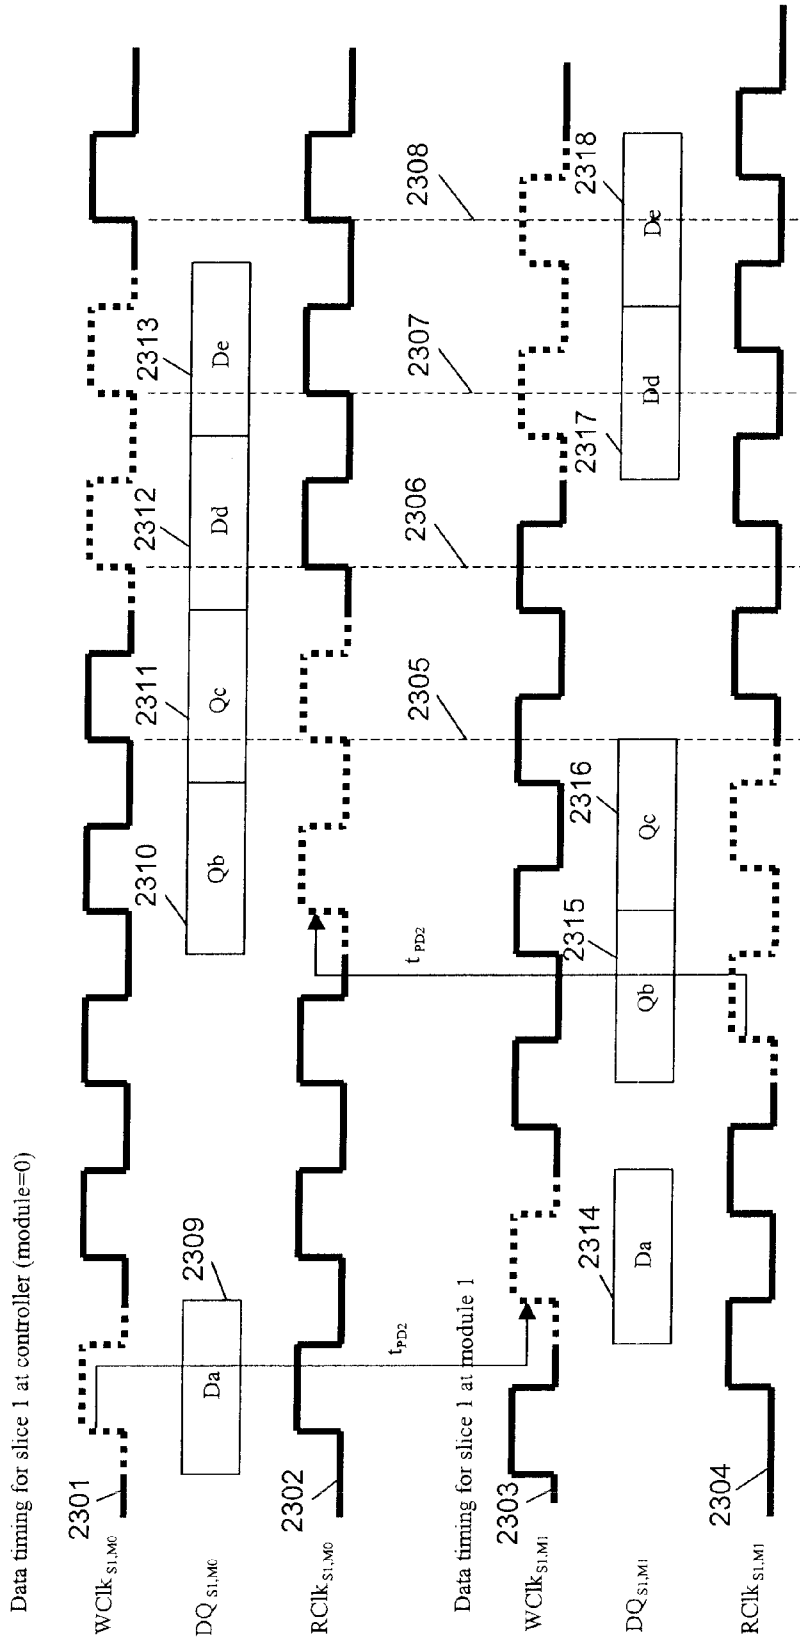 Data timing for slice 1 at controller (module=0)
2301
WClk S1,M0
2309
2310
2311
2312
2313
DQ S1,M0
Da
Qb
Qc
Dd
De
2302
RClk S1,M0
tPD2
tPD2
2305
2306
2307
2308
Data timing for slice 1 at module 1
2303
WClk S1,M1
2314
2315
2316
2317
2318
DQ S1,M1
Da
Qb
Qc
Dd
De
2304
RClk S1,M1